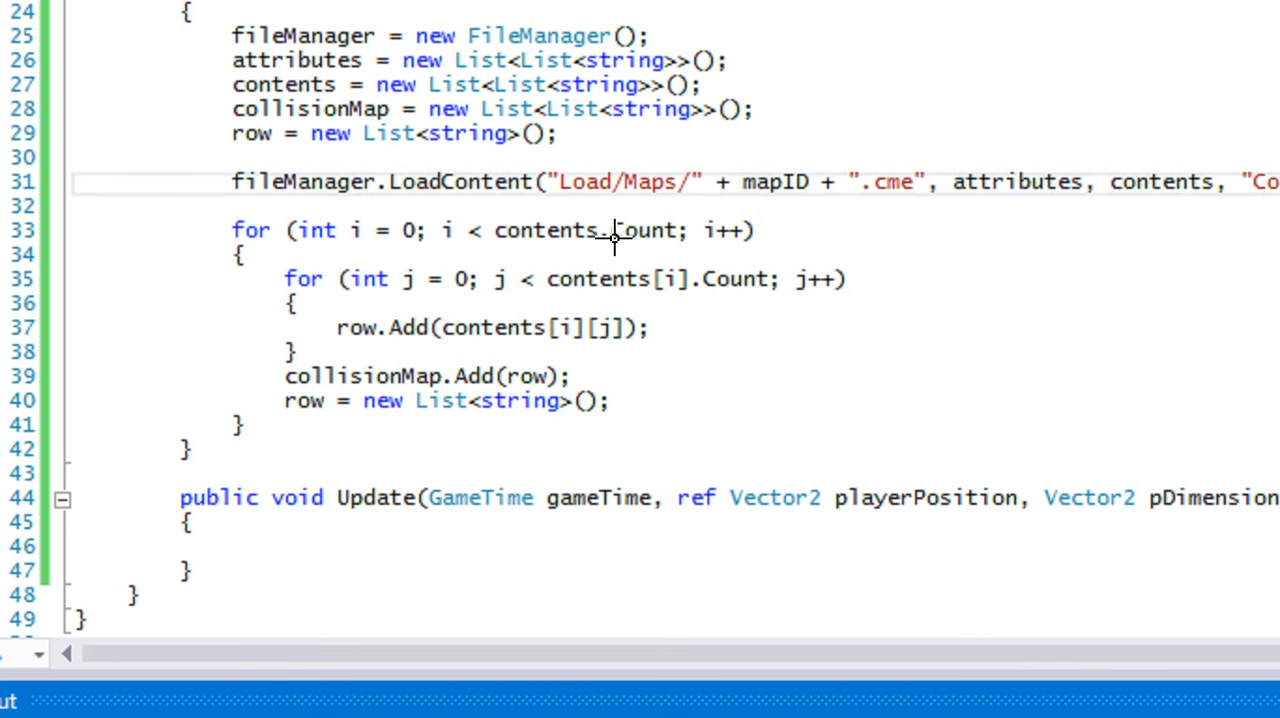 24 {
25 fileManager = new FileManager();
26 attributes = new List<List<string>>();
27 contents = new List<List<string>>();
28 collisionMap = new List<List<string>>();
29 row = new List<string>();
30
31 fileManager.LoadContent("Load/Maps/" + mapID + ".cme", attributes, contents, "Co
32
33 for (int i = 0; i < contents.Count; i++)
34 {
35 for (int j = 0; j < contents[i].Count; j++)
36 {
37 row.Add(contents[i][j]);
38 }
39 collisionMap.Add(row);
40 row = new List<string>();
41 }
42 }
43
44 public void Update(GameTime gameTime, ref Vector2 playerPosition, Vector2 pDimension
45 {
46
47 }
48 }
49 }
ut